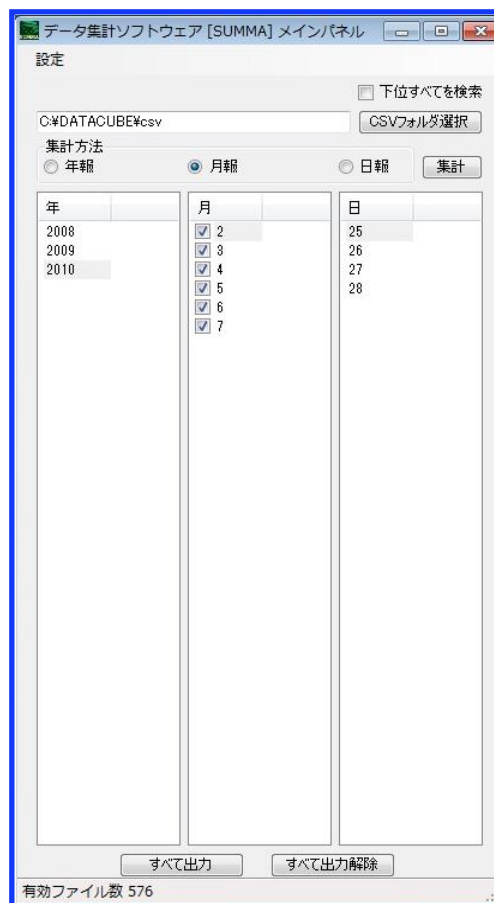 データ集計ソフトウェア [SUMMA] メインパネル
設定
下位すべてを検索
C:¥DATACUBE¥csv
CSVフォルダ選択
集計方法
年報 月報 日報 集計
年 月 日
2008 2 25
2009 3 26
2010 4 27
5 28
6
7
すべて出力 すべて出力解除
有効ファイル数 576